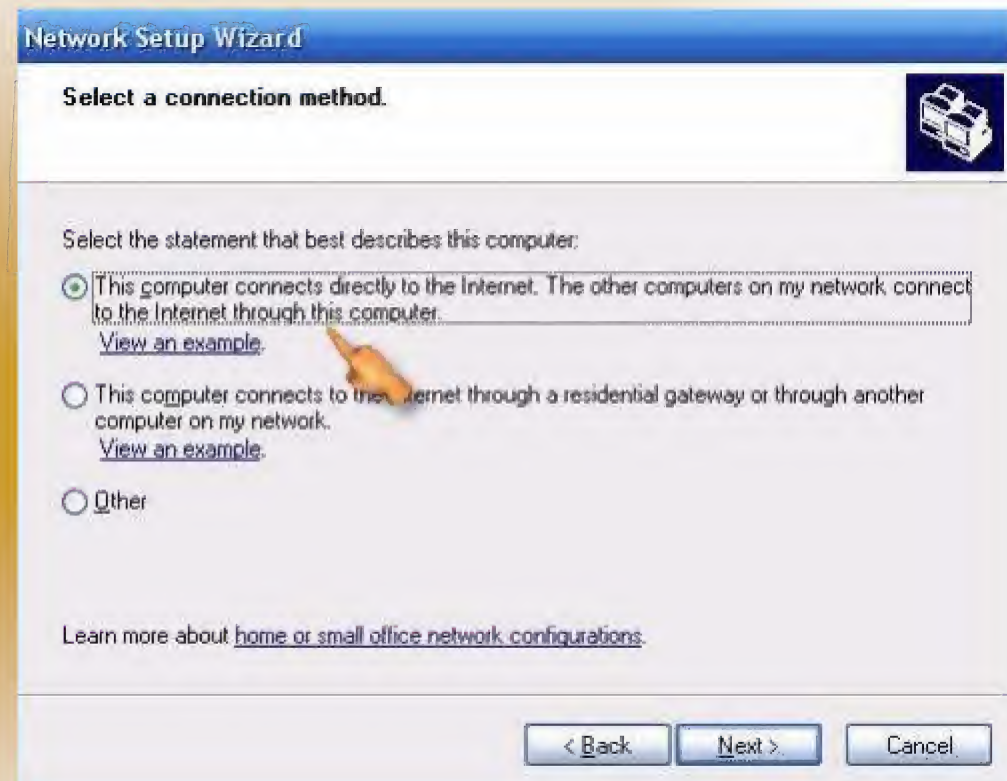 Network Setup Wizard
Select a connection method.
Select the statement that best describes this computer:
This computer connects directly to the Internet. The other computers on my network connect
to the Internet through this computer.
View an example.
This computer connects to the Internet through a residential gateway or through another
computer on my network.
View an example.
Other
Learn more about home or small office network configurations.
< Back
Next >
Cancel